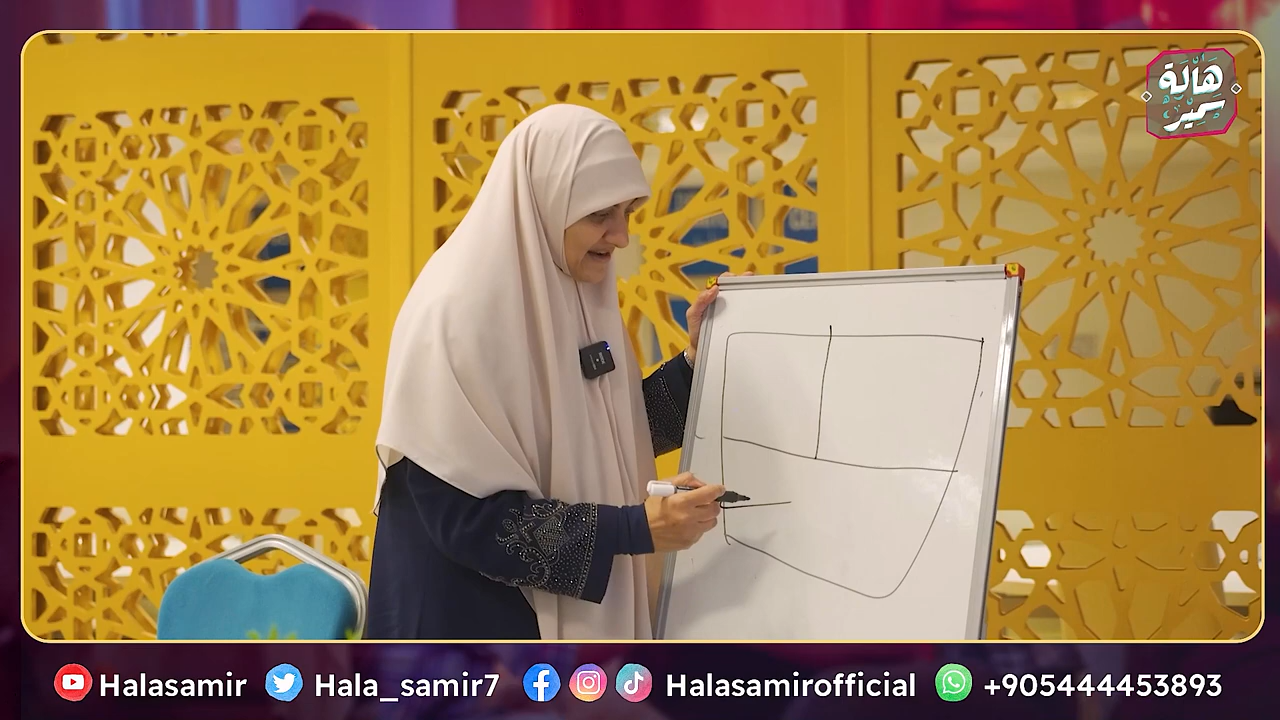 هالة
سمير
Halasamir Hala_samir7 Halasamirofficial +905444453893